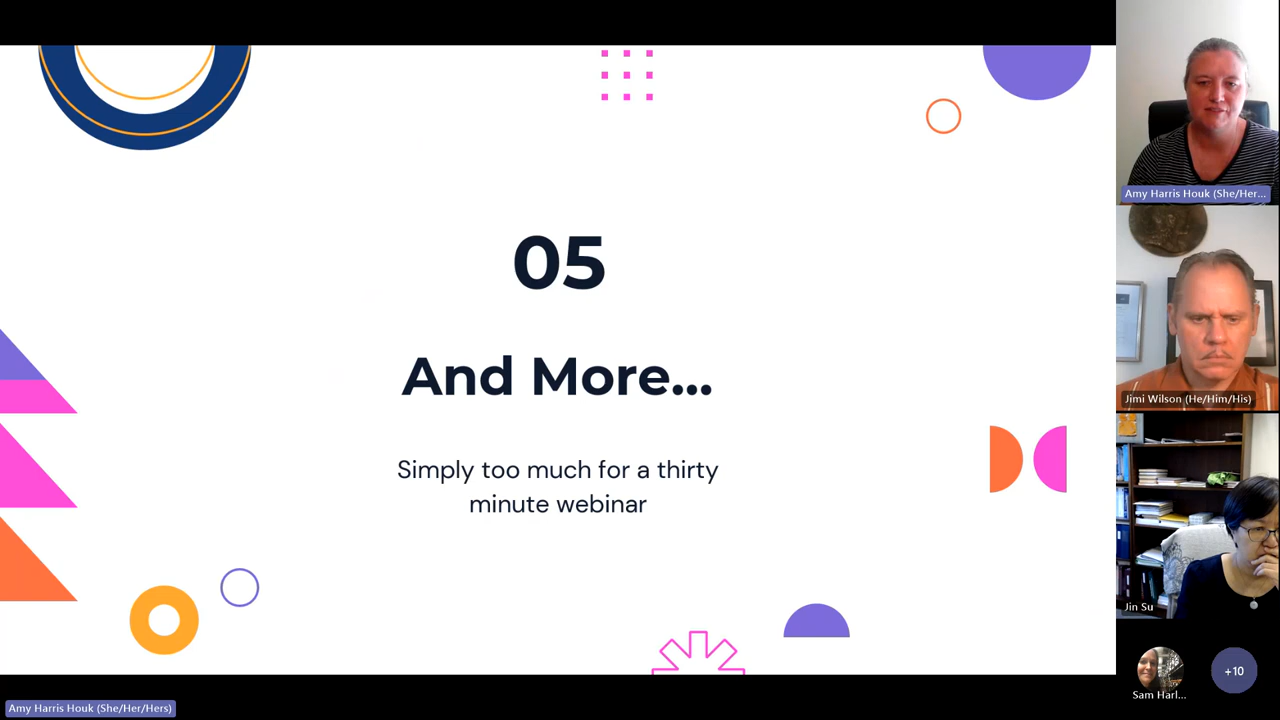 05
And More...
Simply too much for a thirty
minute webinar
Amy Harris Houk (She/Her...
Jimi Wilson (He/Him/His)
Jin Su
Sam Harl...
+10
Amy Harris Houk (She/Her/Hers)